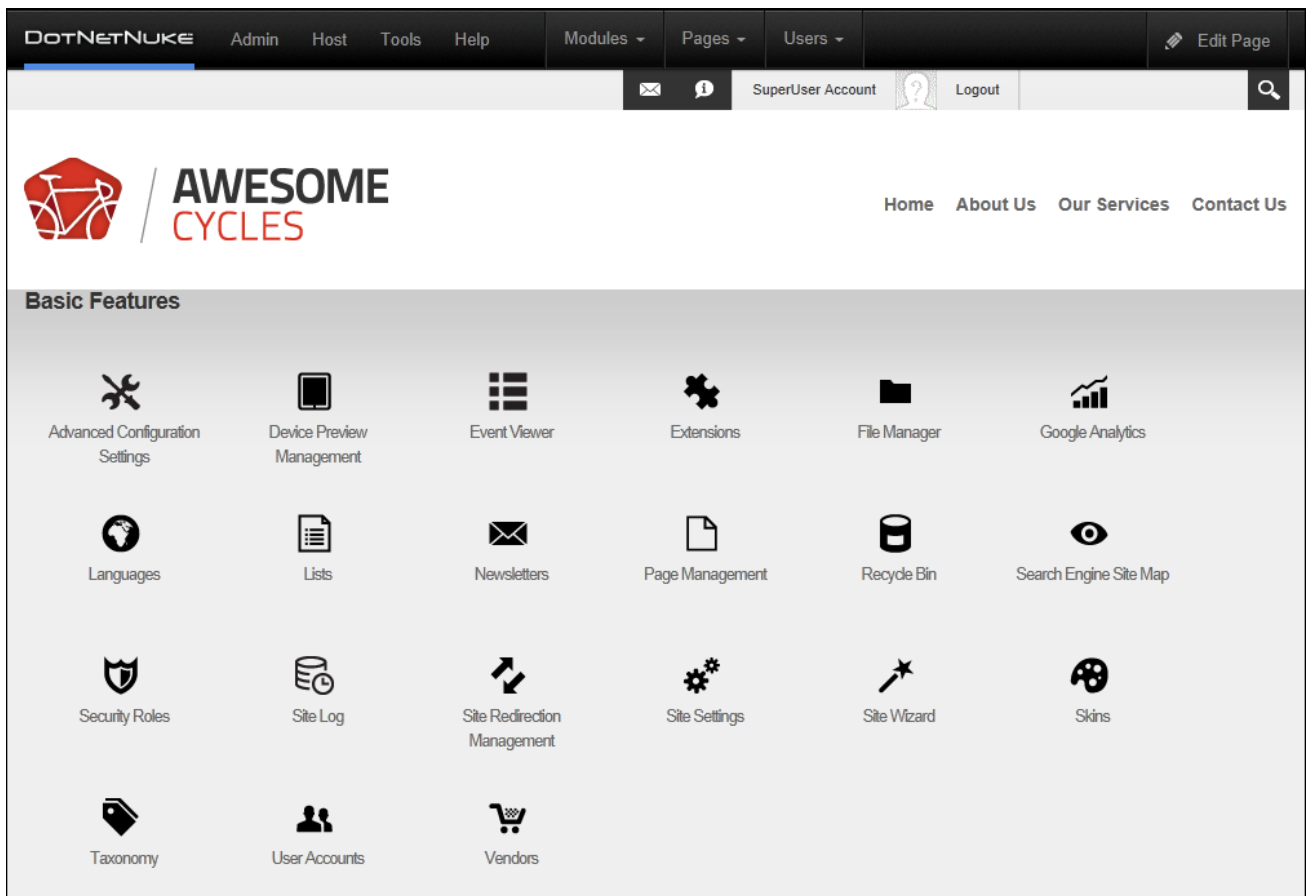 DOTNETNUKE Admin Host Tools Help Modules Pages Users Edit Page
SuperUser Account Logout
AWESOME
CYCLES
Home About Us Our Services Contact Us
Basic Features
Advanced Configuration Settings
Device Preview Management
Event Viewer
Extensions
File Manager
Google Analytics
Languages
Lists
Newsletters
Page Management
Recycle Bin
Search Engine Site Map
Security Roles
Site Log
Site Redirection Management
Site Settings
Site Wizard
Skins
Taxonomy
User Accounts
Vendors